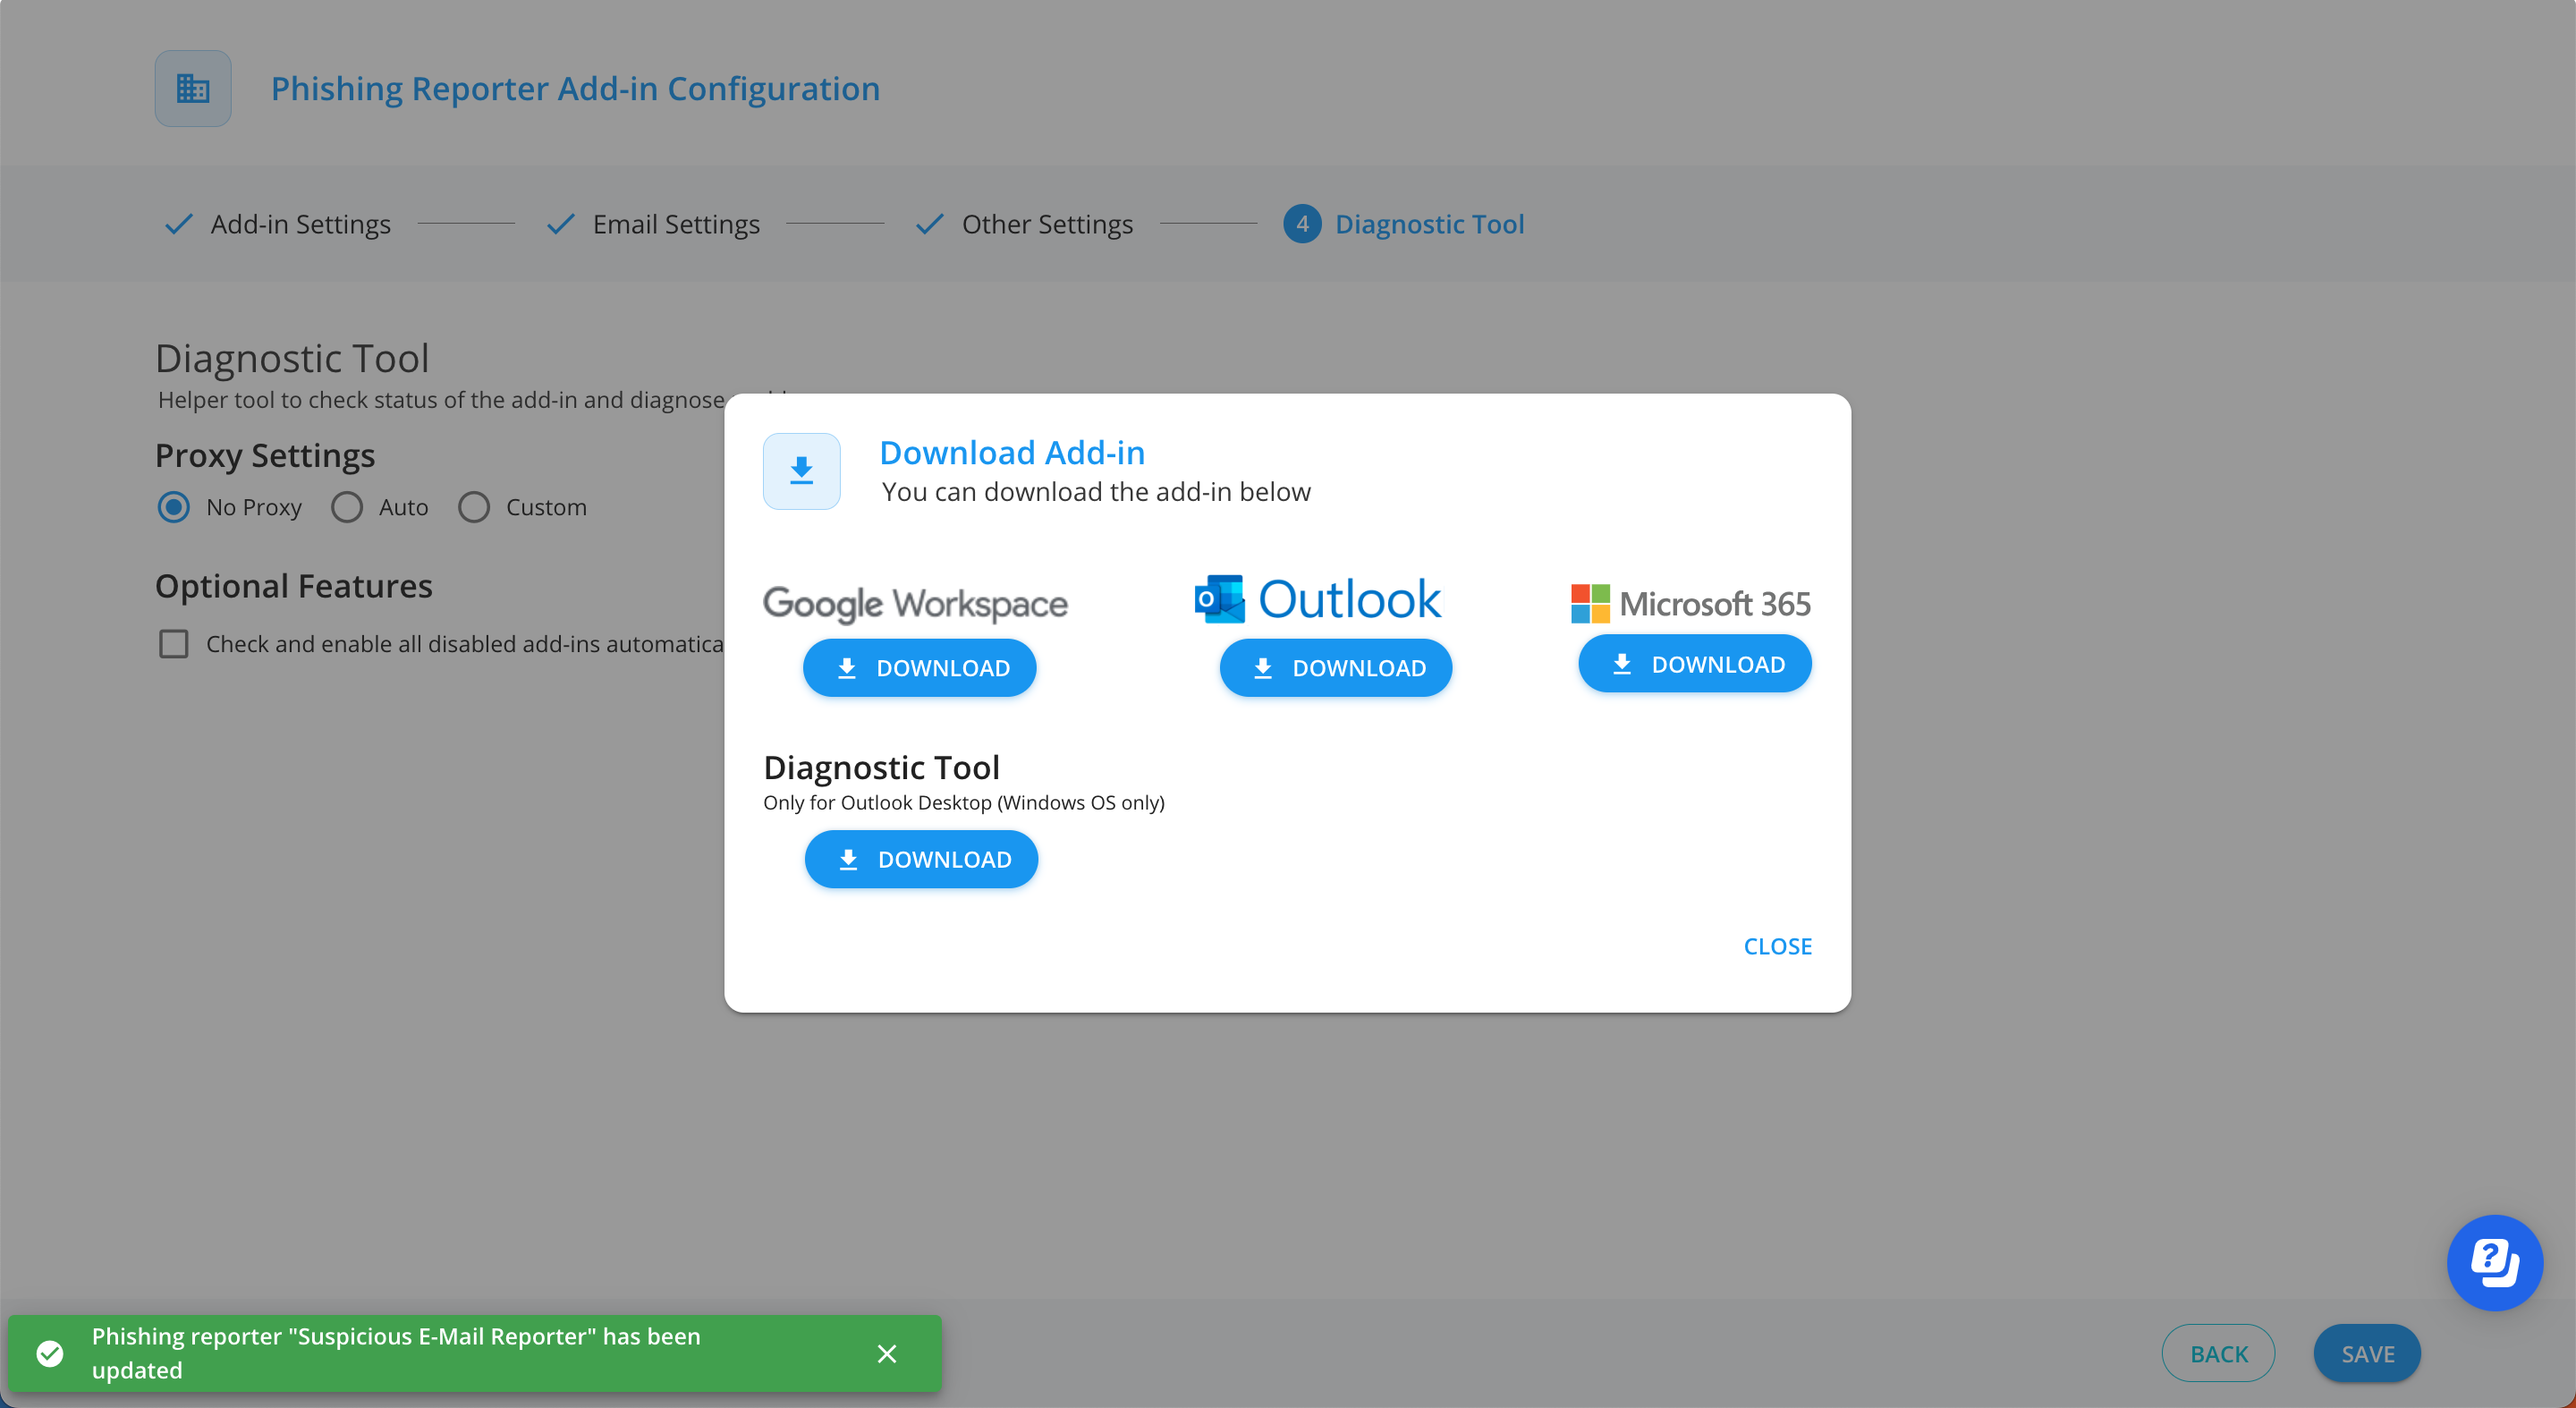 Phishing Reporter Add-in Configuration
Add-in Settings
Email Settings
Other Settings
4 Diagnostic Tool
Diagnostic Tool
Helper tool to check status of the add-in and diagnose
Proxy Settings
No Proxy
Auto
Custom
Optional Features
Check and enable all disabled add-ins automatica
Download Add-in
You can download the add-in below
Google Workspace
Outlook
Microsoft 365
DOWNLOAD
DOWNLOAD
DOWNLOAD
Diagnostic Tool
Only for Outlook Desktop (Windows OS only)
DOWNLOAD
CLOSE
Phishing reporter "Suspicious E-Mail Reporter" has been
updated
BACK
SAVE